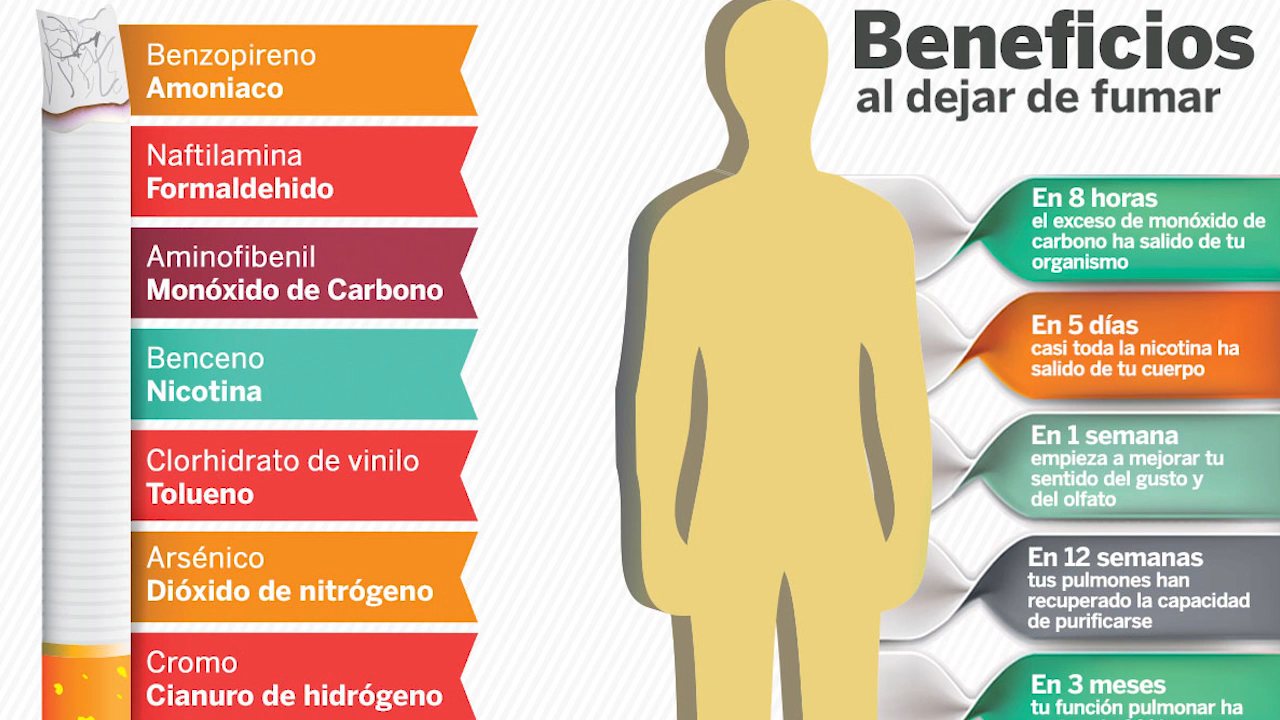 Benzopireno
Amoniaco
Naftilamina
Formaldehido
Aminofibenil
Monóxido de Carbono
Benceno
Nicotina
Clorhidrato de vinilo
Tolueno
Arsénico
Dióxido de nitrógeno
Cromo
Cianuro de hidrógeno
Beneficios
al dejar de fumar
En 8 horas
el exceso de monóxido de
carbono ha salido de tu
organismo
En 5 días
casi toda la nicotina ha
salido de tu cuerpo
En 1 semana
empieza a mejorar tu
sentido del gusto y
del olfato
En 12 semanas
tus pulmones han
recuperado la capacidad
de purificarse
En 3 meses
tu función pulmonar ha